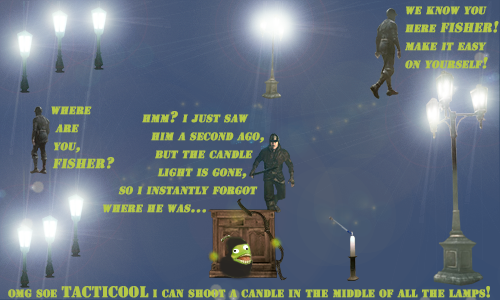 WE KNOW YOU
HERE FISHER!
MAKE IT EASY
ON YOURSELF!
WHERE
ARE
YOU,
FISHER?
HMM? I JUST SAW
HIM A SECOND AGO,
BUT THE CANDLE
LIGHT IS GONE,
SO I INSTANTLY FORGOT
WHERE HE WAS...
OMG SOE TACTICOOL I CAN SHOOT A CANDLE IN THE MIDDLE OF ALL THE LAMPS!